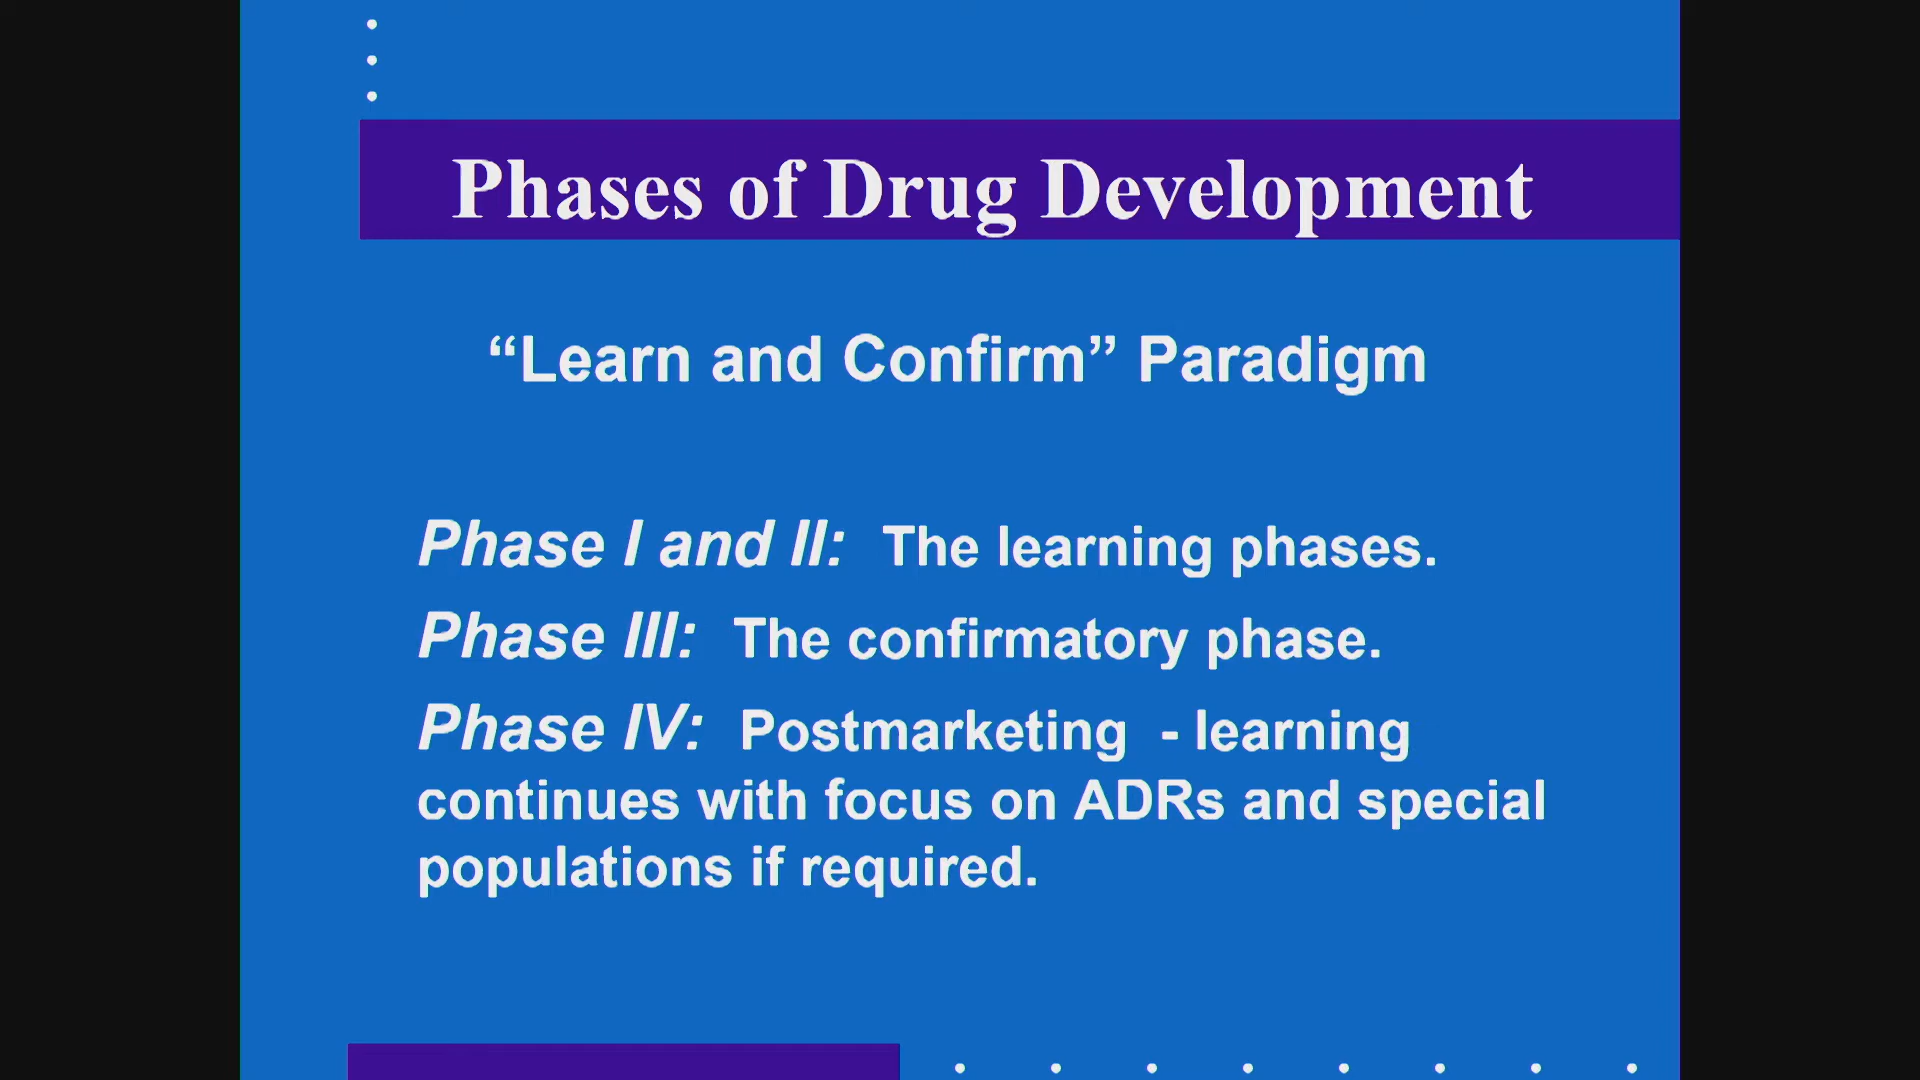 Phases of Drug Development
“Learn and Confirm” Paradigm
Phase I and II: The learning phases.
Phase III: The confirmatory phase.
Phase IV: Postmarketing - learning
continues with focus on ADRs and special
populations if required.